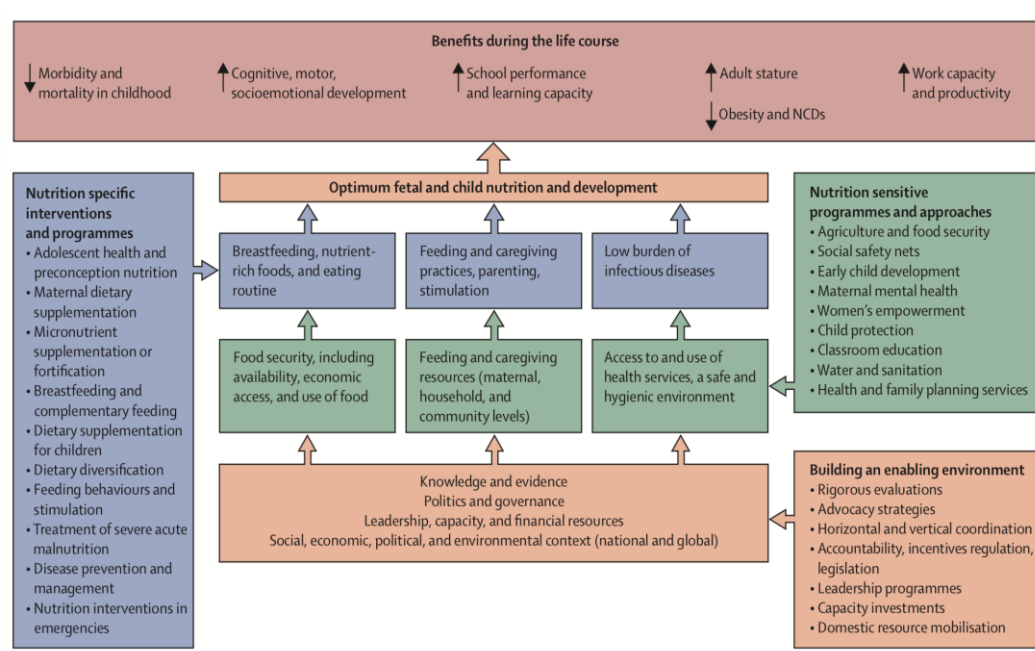 Benefits during the life course
Morbidity and
mortality in childhood
Cognitive, motor,
socioemotional development
School performance
and learning capacity
Adult stature
Obesity and NCDs
Work capacity
and productivity
Nutrition specific
interventions
and programmes
• Adolescent health and
preconception nutrition
• Maternal dietary
supplementation
• Micronutrient
supplementation or
fortification
• Breastfeeding and
complementary feeding
• Dietary supplementation
for children
• Dietary diversification
• Feeding behaviours and
stimulation
• Treatment of severe acute
malnutrition
• Disease prevention and
management
• Nutrition interventions in
emergencies
Optimum fetal and child nutrition and development
Breastfeeding, nutrient-
rich foods, and eating
routine
Feeding and caregiving
practices, parenting,
stimulation
Low burden of
infectious diseases
Food security, including
availability, economic
access, and use of food
Feeding and caregiving
resources (maternal,
household, and
community levels)
Access to and use of
health services, a safe and
hygienic environment
Knowledge and evidence
Politics and governance
Leadership, capacity, and financial resources
Social, economic, political, and environmental context (national and global)
Nutrition sensitive
programmes and approaches
• Agriculture and food security
• Social safety nets
• Early child development
• Maternal mental health
• Women's empowerment
• Child protection
• Classroom education
• Water and sanitation
• Health and family planning services
Building an enabling environment
• Rigorous evaluations
• Advocacy strategies
• Horizontal and vertical coordination
• Accountability, incentives regulation,
legislation
• Leadership programmes
• Capacity investments
• Domestic resource mobilisation